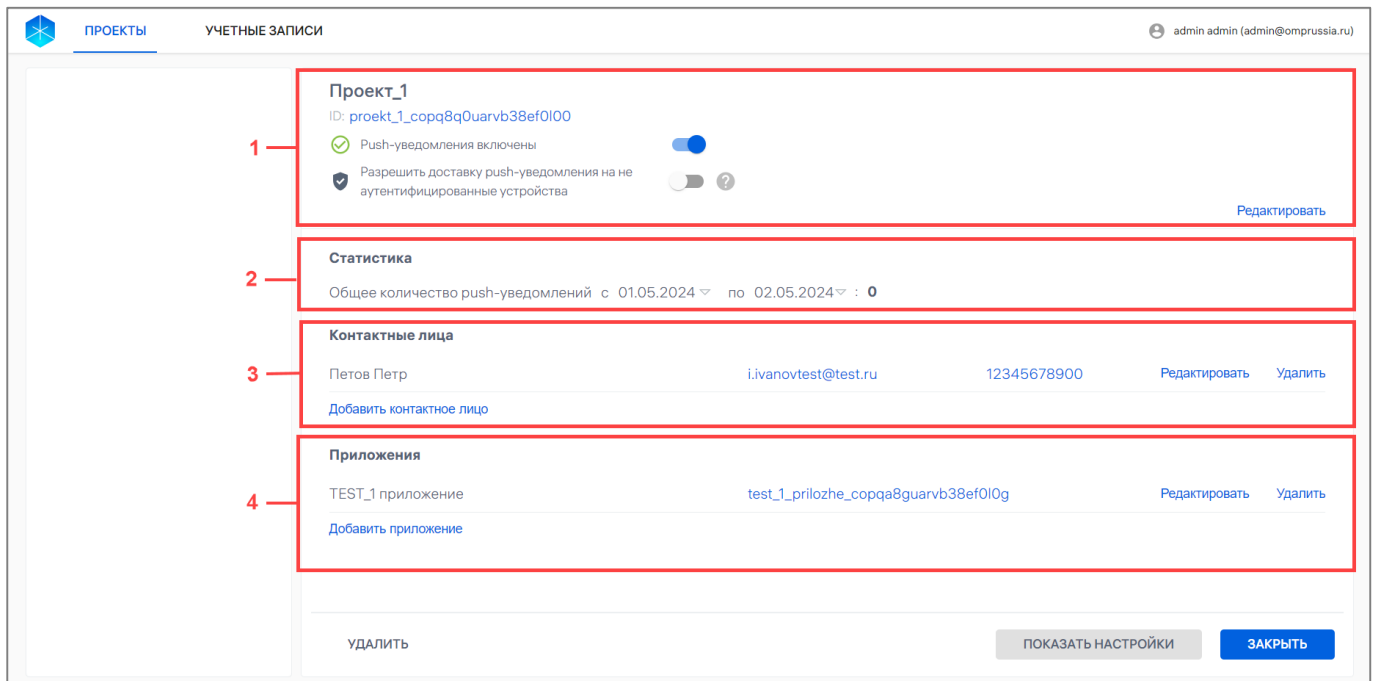 ПРОЕКТЫ УЧЕТНЫЕ ЗАПИСИ admin admin (admin@omprussia.ru)
Проект_1
ID: proekt_1_copq8q0uarvb38ef0l00
1
Push-уведомления включены
Разрешить доставку push-уведомления на не
аутентифицированные устройства
?
Редактировать
Статистика
2
Общее количество push-уведомлений с 01.05.2024 по 02.05.2024 : 0
Контактные лица
3
Петов Петр i.ivanovtest@test.ru 12345678900 Редактировать Удалить
Добавить контактное лицо
Приложения
4
TEST_1 приложение test_1_prilozhe_copqa8guarvb38ef0l0g Редактировать Удалить
Добавить приложение
УДАЛИТЬ ПОКАЗАТЬ НАСТРОЙКИ ЗАКРЫТЬ